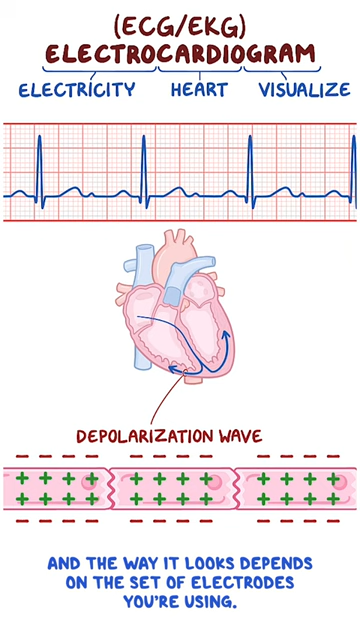 (ECG/EKG)
ELECTROCARDIOGRAM
ELECTRICITY HEART VISUALIZE
DEPOLARIZATION WAVE
− − − − − − − − − − − −
+ + + + + + + + + + + +
+ + + + + + + + + + + +
− − − − − − − − − − − −
AND THE WAY IT LOOKS DEPENDS
ON THE SET OF ELECTRODES
YOU'RE USING.